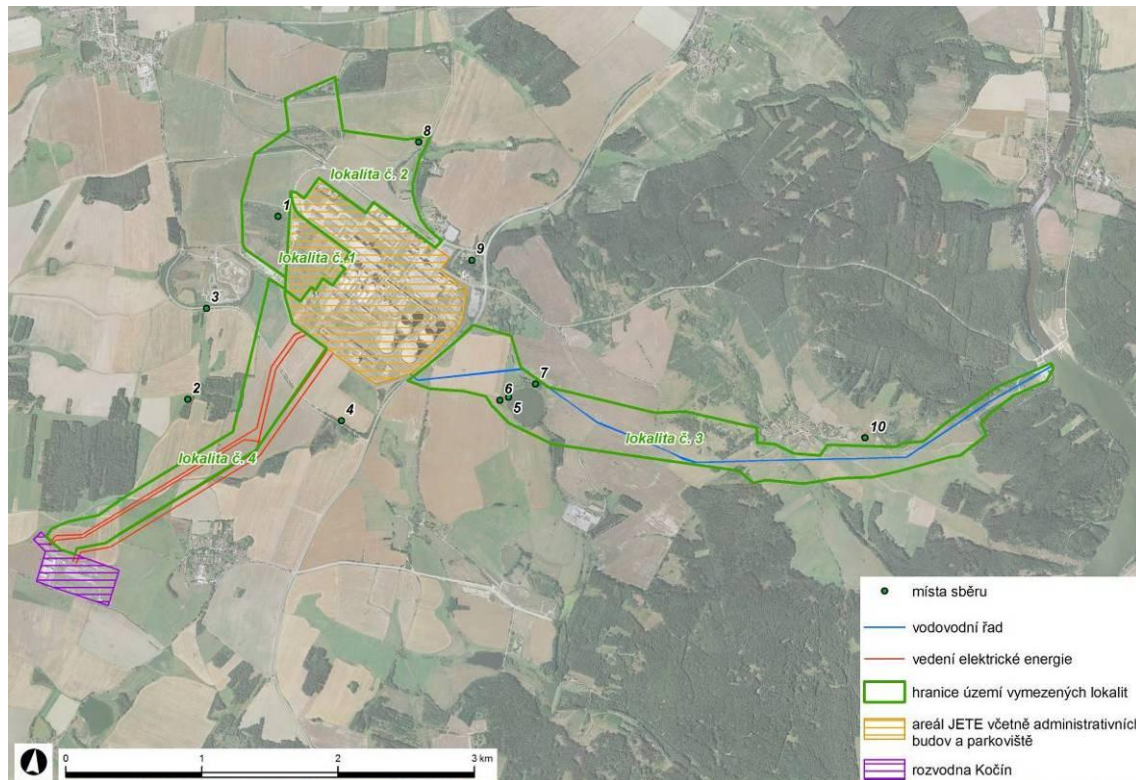 8
lokalita č. 2
1
9
lokalita č. 1
3
7
2
6
5
4
10
lokalita č. 3
lokalita č. 4
místa sběru
vodovodní řad
vedení elektrické energie
hranice území vymezených lokalit
areál JETE včetně administrativních
budov a parkoviště
rozvodna Kočín
0 1 2 3 km